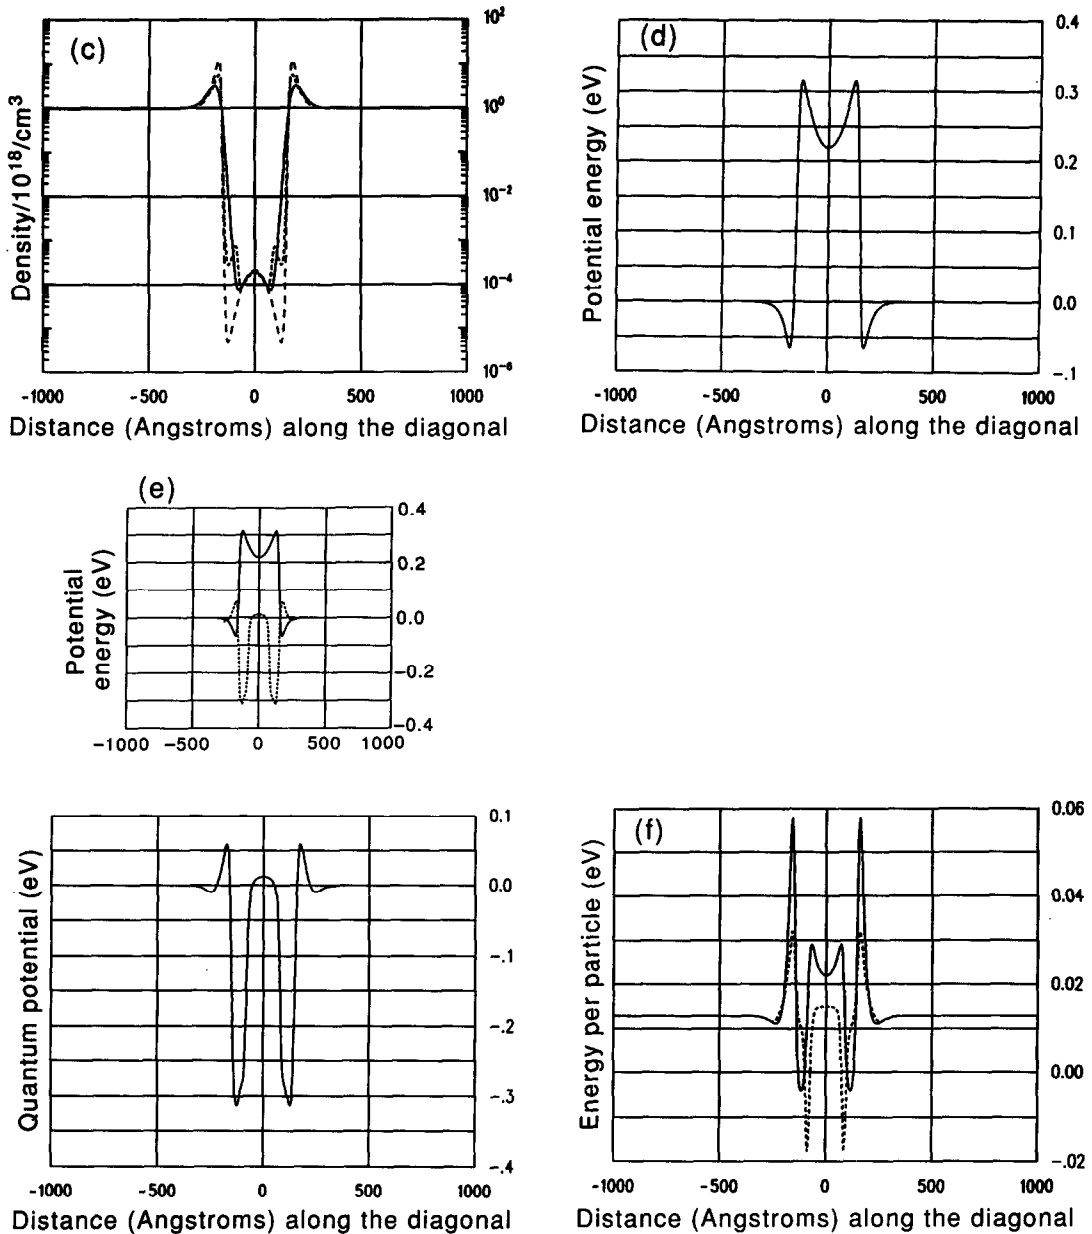 (c)
10²
10⁰
10⁻²
10⁻⁴
10⁻⁶
Density/10¹⁸/cm³
-1000 -500 0 500 1000
Distance (Angstroms) along the diagonal
(d)
0.4
0.3
0.2
0.1
0.0
-.1
Potential energy (eV)
-1000 -500 0 500 1000
Distance (Angstroms) along the diagonal
(e)
0.4
0.2
0.0
-0.2
-0.4
Potential
energy (eV)
-1000 -500 0 500 1000
0.1
0.0
-.1
-.2
-.3
-.4
Quantum potential (eV)
-1000 -500 0 500 1000
Distance (Angstroms) along the diagonal
(f)
0.06
0.04
0.02
0.00
-.02
Energy per particle (eV)
-1000 -500 0 500 1000
Distance (Angstroms) along the diagonal